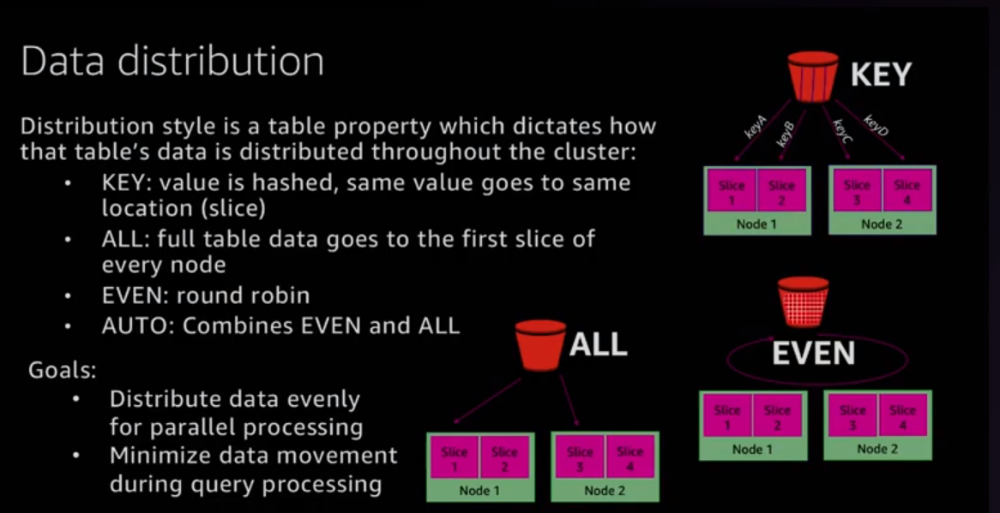 Data distribution
Distribution style is a table property which dictates how
that table's data is distributed throughout the cluster:
• KEY: value is hashed, same value goes to same
location (slice)
• ALL: full table data goes to the first slice of
every node
• EVEN: round robin
• AUTO: Combines EVEN and ALL
Goals:
• Distribute data evenly
for parallel processing
• Minimize data movement
during query processing
KEY
keyA
keyB
keyC
keyD
Slice
1
Slice
2
Node 1
Slice
3
Slice
4
Node 2
ALL
Slice
1
Slice
2
Node 1
Slice
3
Slice
4
Node 2
EVEN
Slice
1
Slice
2
Node 1
Slice
3
Slice
4
Node 2